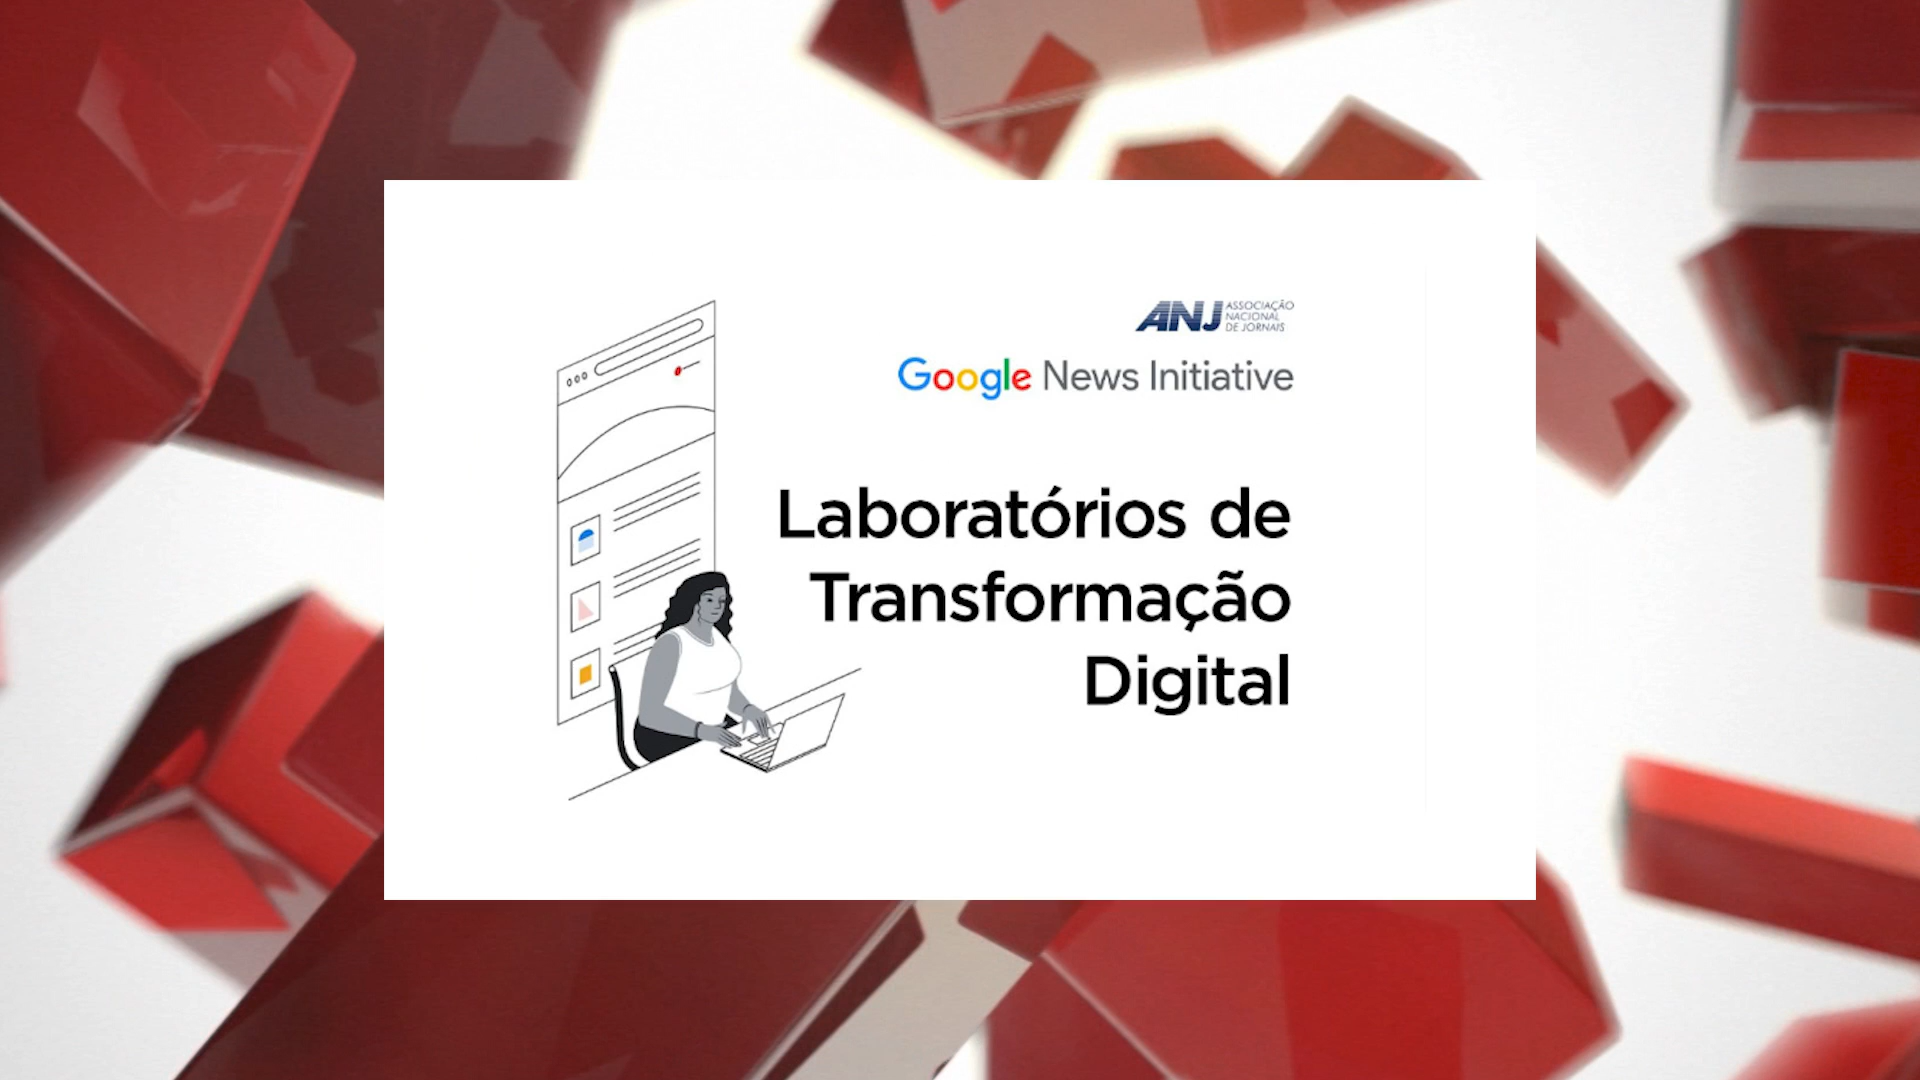 ANJ ASSOCIAÇÃO
NACIONAL
DE JORNAIS
Google News Initiative
Laboratórios de
Transformação
Digital